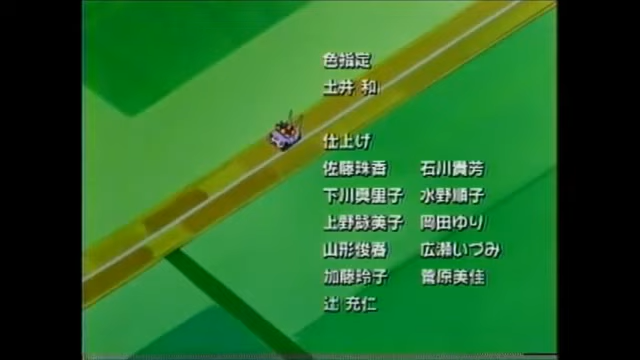 色指定
土井 和
仕上げ
佐藤珠香 石川貴芳
下川真里子 水野順子
上野詠美子 岡田ゆり
山形俊春 広瀬いづみ
加藤玲子 菅原美佳
辻 充仁